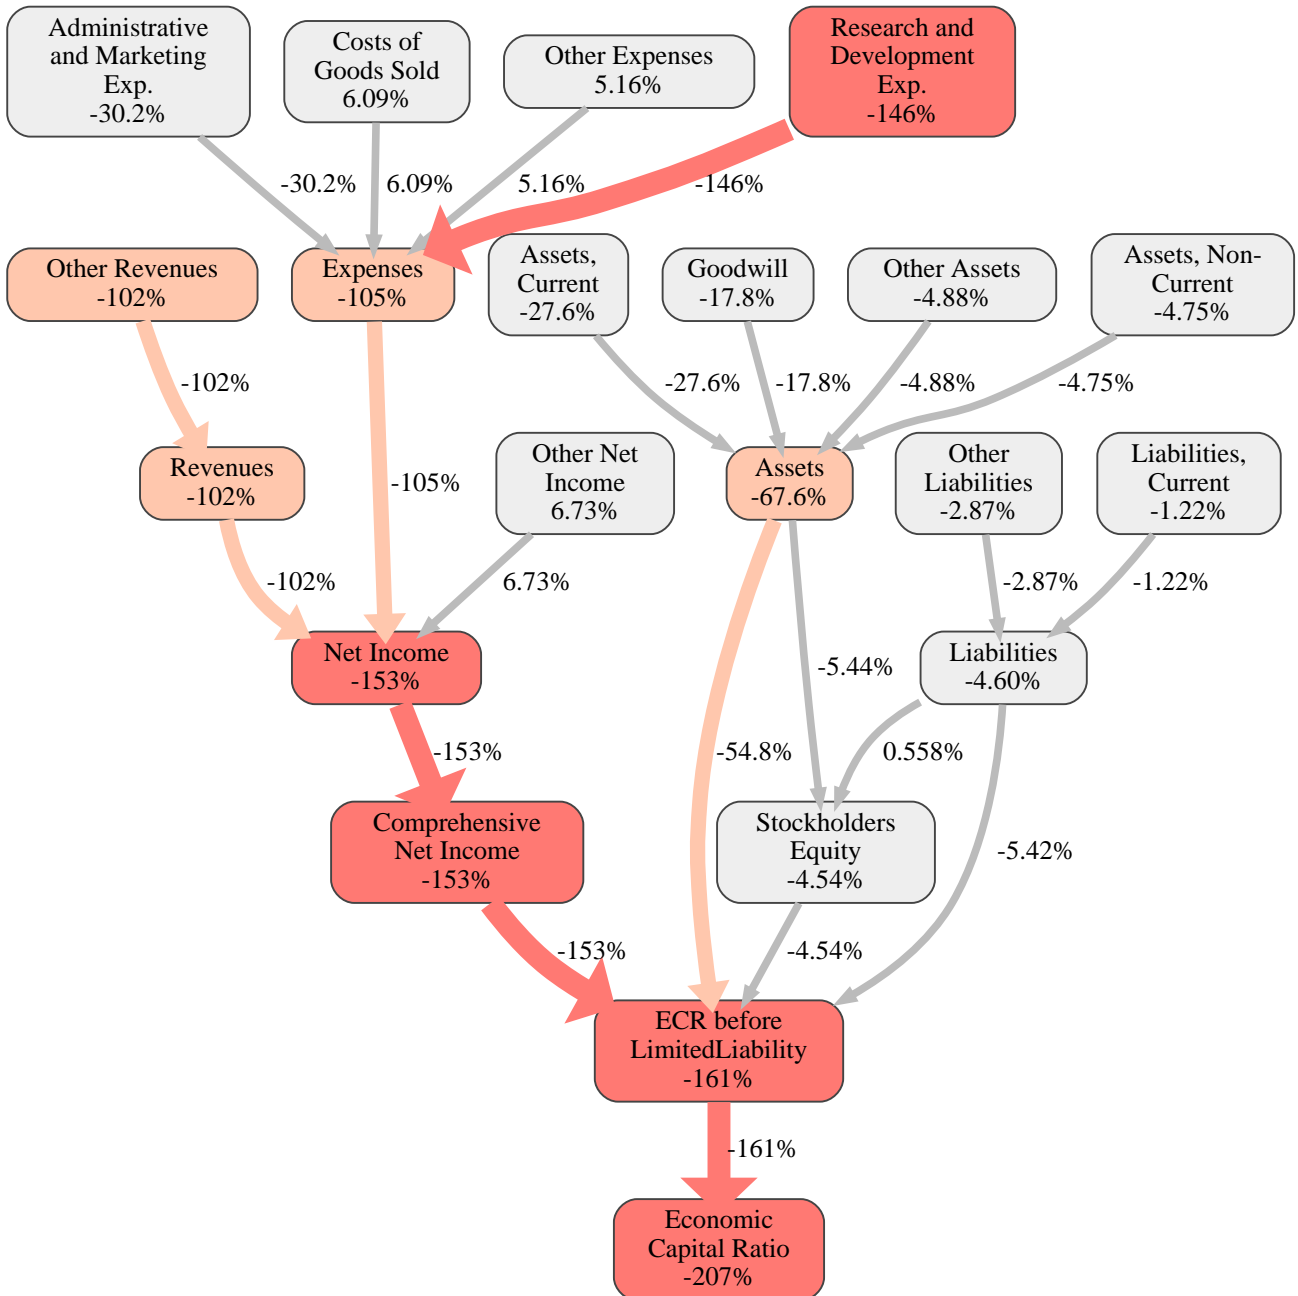 Administrative
and Marketing
Exp.
-30.2%
Costs of
Goods Sold
6.09%
Other Expenses
5.16%
Research and
Development
Exp.
-146%
-30.2%
6.09%
5.16%
-146%
Other Revenues
-102%
Expenses
-105%
Assets,
Current
-27.6%
Goodwill
-17.8%
Other Assets
-4.88%
Assets, Non-
Current
-4.75%
-102%
-27.6%
-17.8%
-4.88%
-4.75%
Revenues
-102%
-105%
Other Net
Income
6.73%
Assets
-67.6%
Other
Liabilities
-2.87%
Liabilities,
Current
-1.22%
-102%
6.73%
-2.87%
-1.22%
Net Income
-153%
-5.44%
Liabilities
-4.60%
-153%
-54.8%
0.558%
Comprehensive
Net Income
-153%
Stockholders
Equity
-4.54%
-5.42%
-153%
-4.54%
ECR before
LimitedLiability
-161%
-161%
Economic
Capital Ratio
-207%